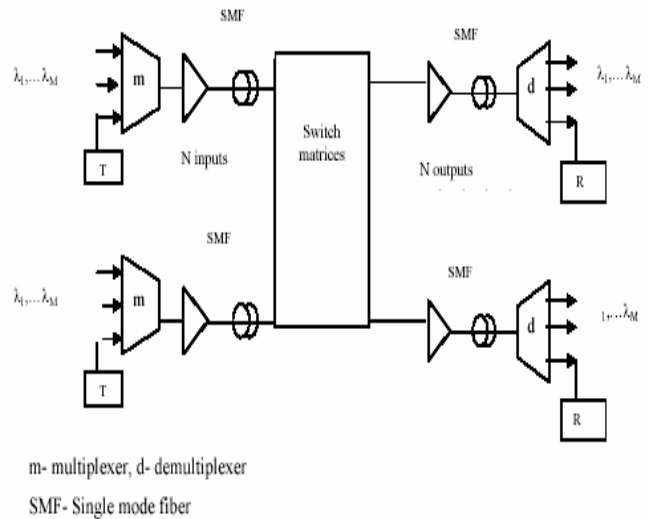 SMF
SMF
λ1,...λM
m
d
λ1,...λM
Switch
matrices
T
N inputs
N outputs
R
SMF
SMF
λ1,...λM
m
d
1,...λM
T
R
m- multiplexer, d- demultiplexer
SMF- Single mode fiber